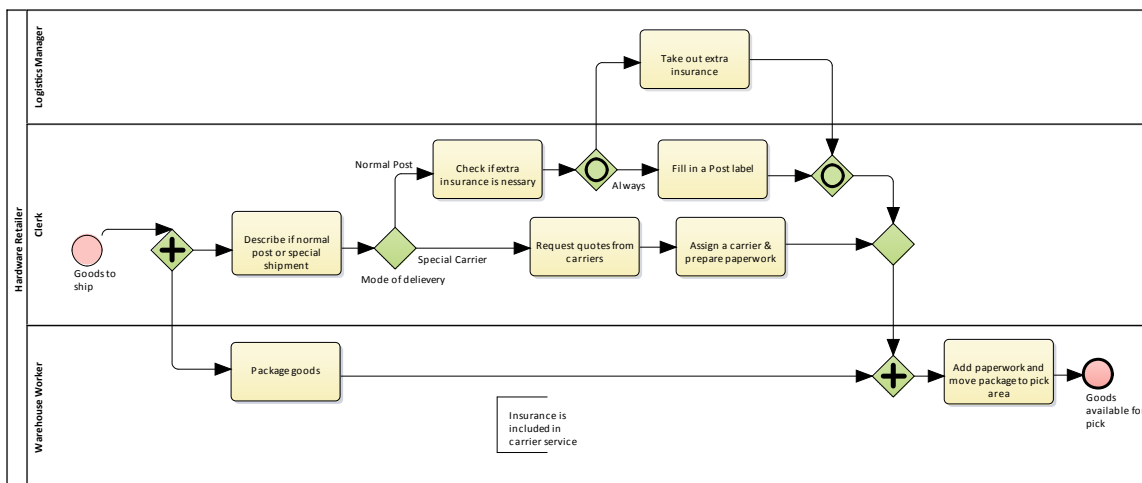 Hardware Retailer
Logistics Manager
Take out extra
insurance
Clerk
Goods to
ship
Describe if normal
post or special
shipment
Mode of delievery
Normal Post
Check if extra
insurance is nessary
Always
Fill in a Post label
Special Carrier
Request quotes from
carriers
Assign a carrier &
prepare paperwork
Warehouse Worker
Package goods
Insurance is
included in
carrier service
Add paperwork and
move package to pick
area
Goods
available fo
pick